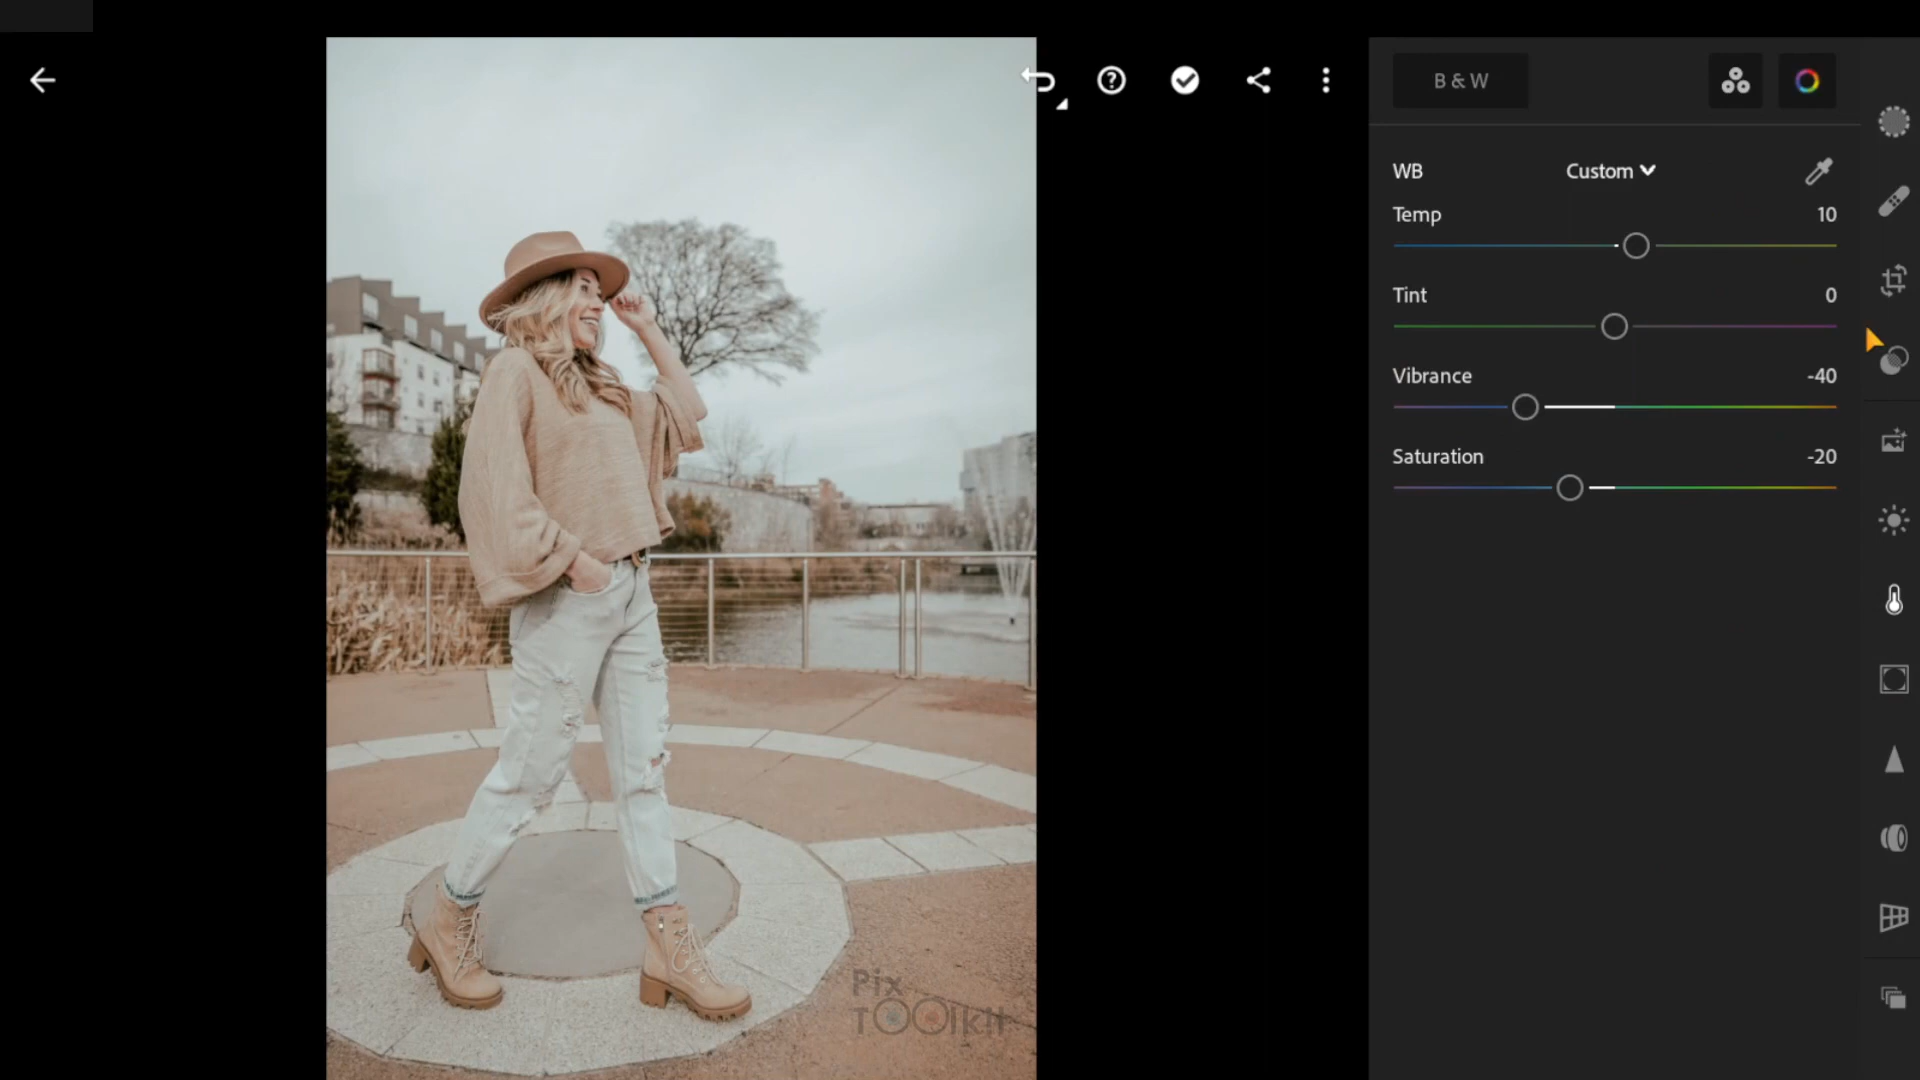 B & W
WB
Custom
Temp
10
Tint
0
Vibrance
-40
Saturation
-20
Pix
TOOlkit